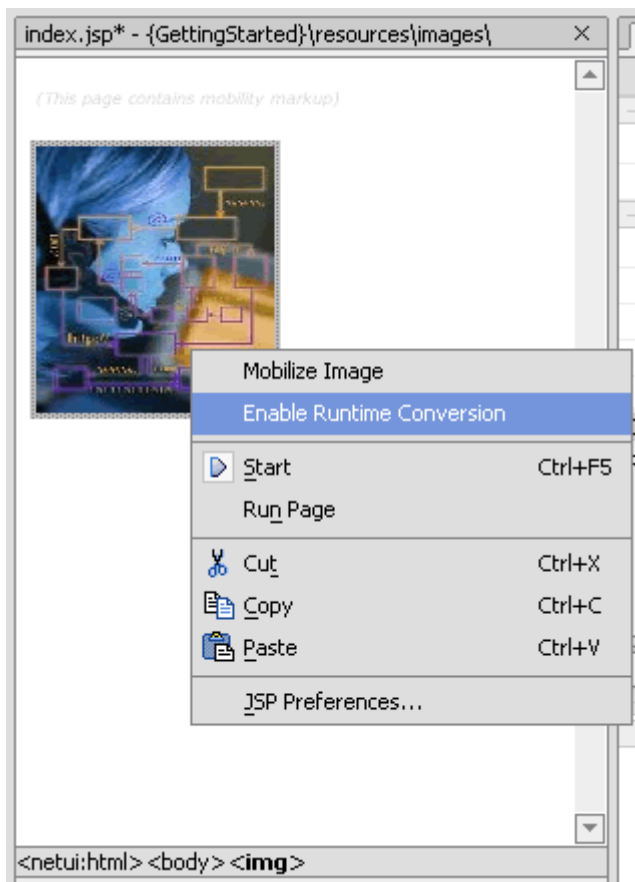 index.jsp* - {GettingStarted}\resources\images\
(This page contains mobility markup)
http://
Mobilize Image
Enable Runtime Conversion
Start Ctrl+F5
Run Page
Cut Ctrl+X
Copy Ctrl+C
Paste Ctrl+V
JSP Preferences...
<netui:html> <body> <img>